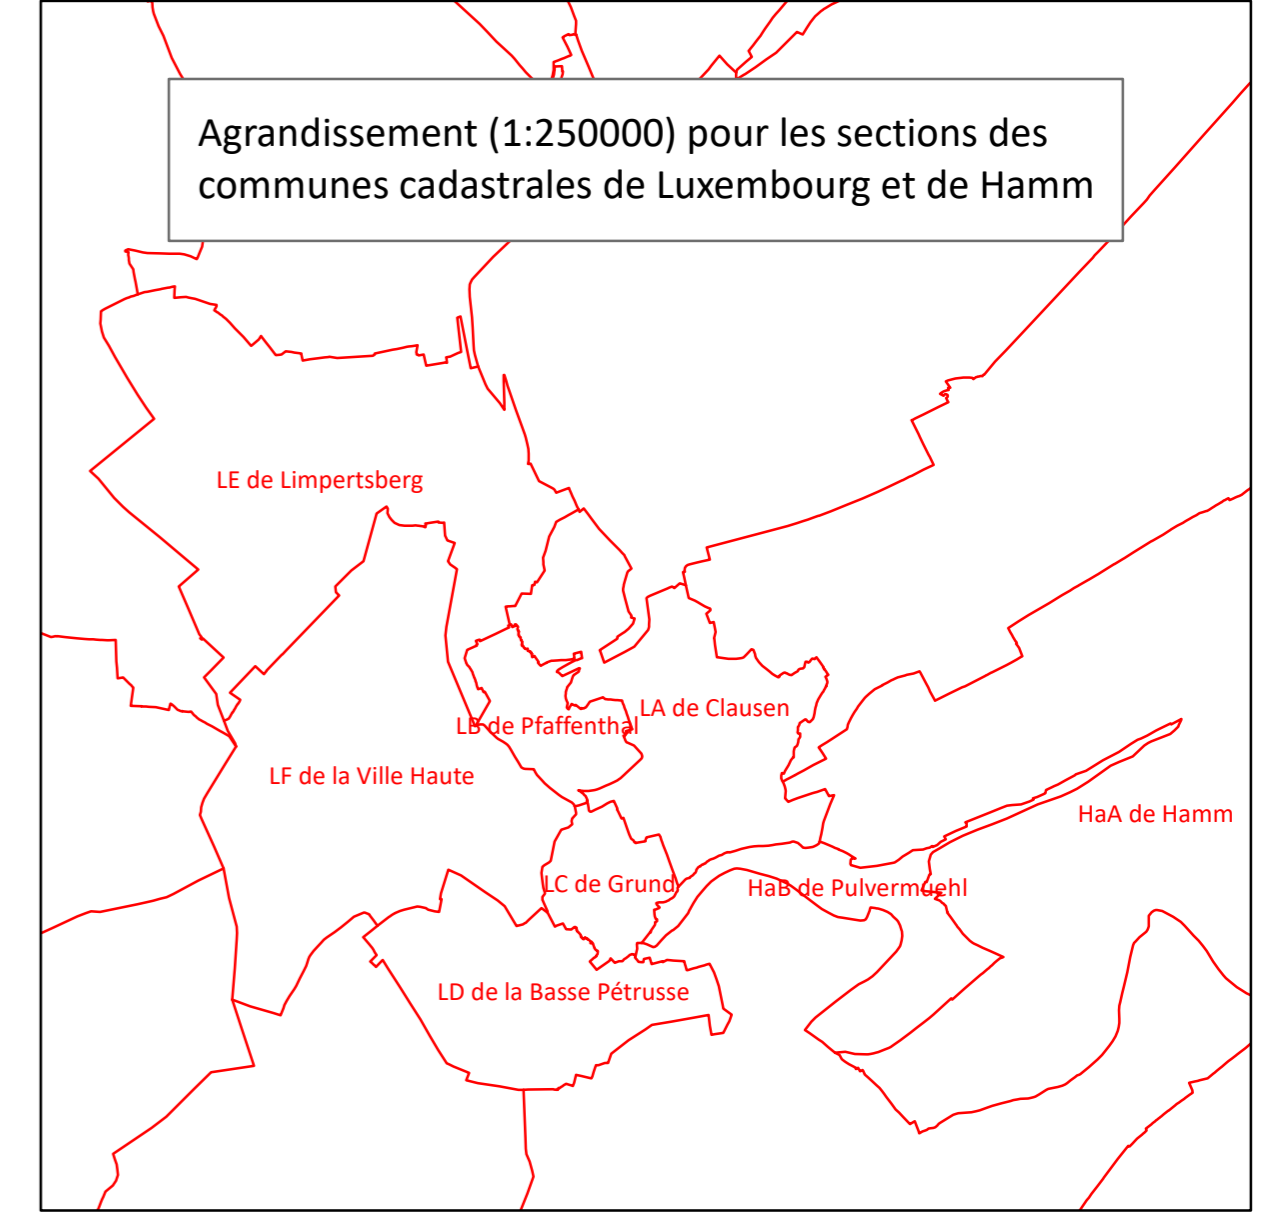 Agrandissement (1:250000) pour les sections des
communes cadastrales de Luxembourg et de Hamm
LE de Limpertsberg
LA de Clausen
LB de Pfaffenthal
LF de la Ville Haute
HaA de Hamm
LC de Grund
HaB de Pulvermuehl
LD de la Basse Pétrusse